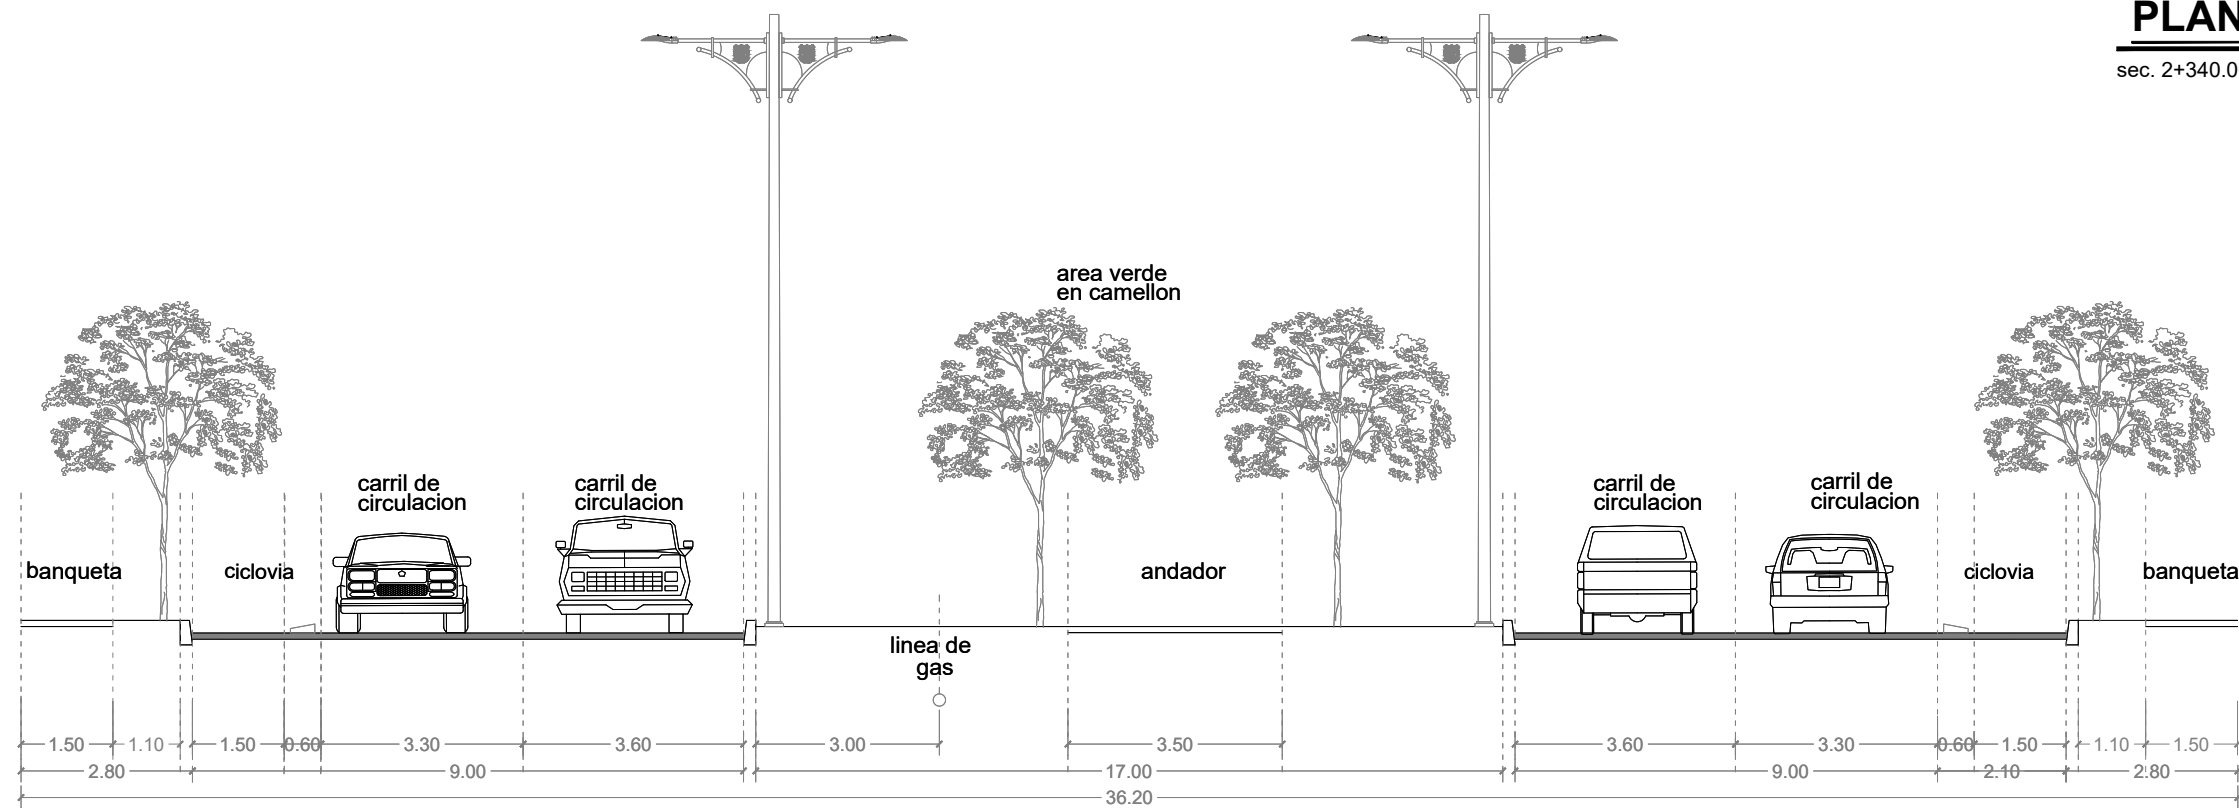 PLAN
sec. 2+340.0
area verde
en camellon
carril de
circulacion
carril de
circulacion
carril de
circulacion
carril de
circulacion
banqueta
ciclovia
andador
ciclovia
banqueta
linea de
gas
1.50
1.10
1.50
0.60
3.30
3.60
3.00
3.50
3.60
3.30
0.60
1.50
1.10
1.50
2.80
9.00
17.00
9.00
2.10
2.80
36.20